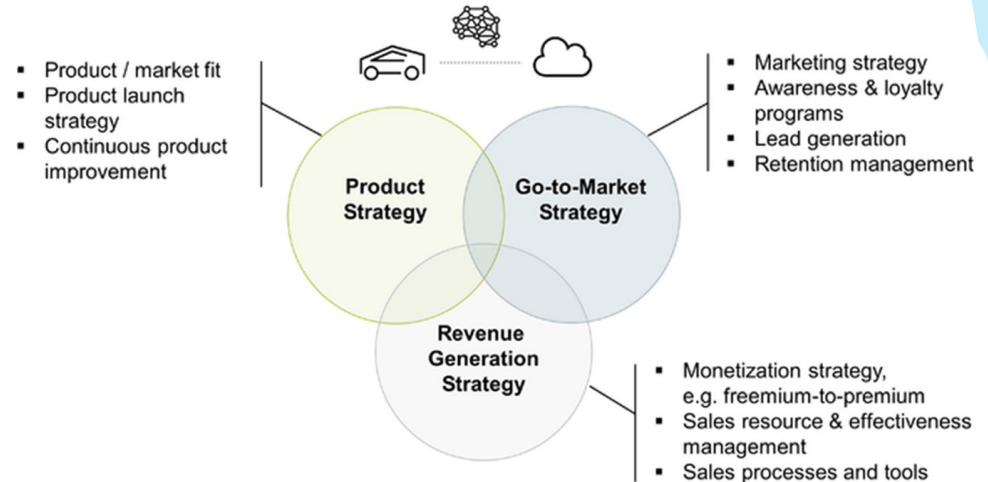 ▪ Product / market fit
▪ Product launch
strategy
▪ Continuous product
improvement
▪ Marketing strategy
▪ Awareness & loyalty
programs
▪ Lead generation
▪ Retention management
Product
Strategy
Go-to-Market
Strategy
Revenue
Generation
Strategy
▪ Monetization strategy,
e.g. freemium-to-premium
▪ Sales resource & effectiveness
management
▪ Sales processes and tools